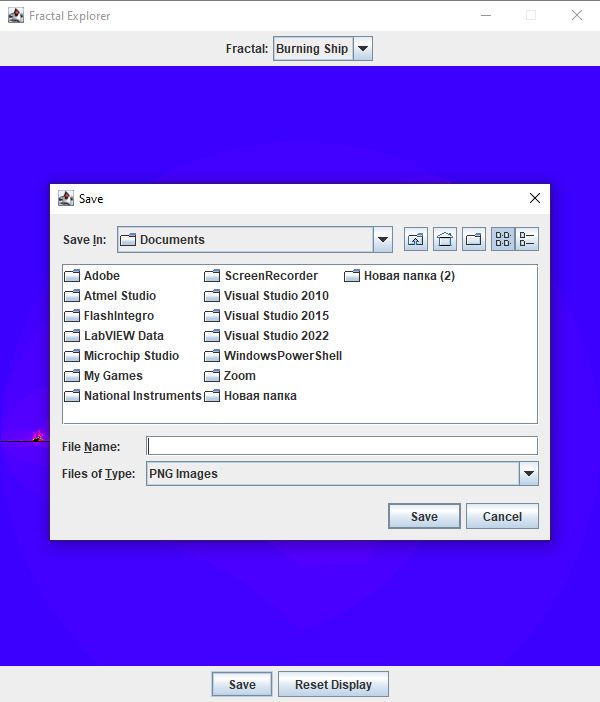 Fractal Explorer
Fractal: Burning Ship
Save
Save In: Documents
Adobe ScreenRecorder Новая папка (2)
Atmel Studio Visual Studio 2010
FlashIntegro Visual Studio 2015
LabVIEW Data Visual Studio 2022
Microchip Studio WindowsPowerShell
My Games Zoom
National Instruments Новая папка
File Name:
Files of Type: PNG Images
Save Cancel
Save Reset Display